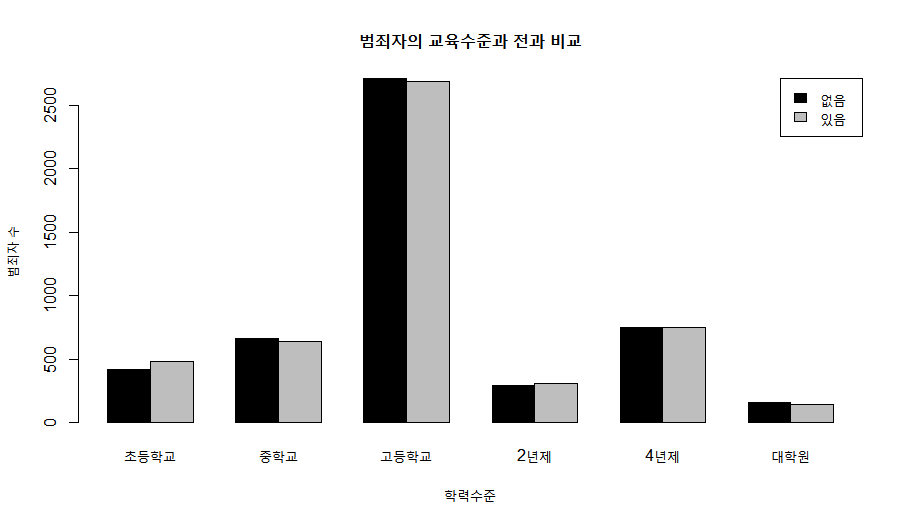 범죄자의 교육수준과 전과 비교
없음
있음
범죄자 수
2500
2000
1500
1000
500
0
초등학교 중학교 고등학교 2년제 4년제 대학원
학력수준